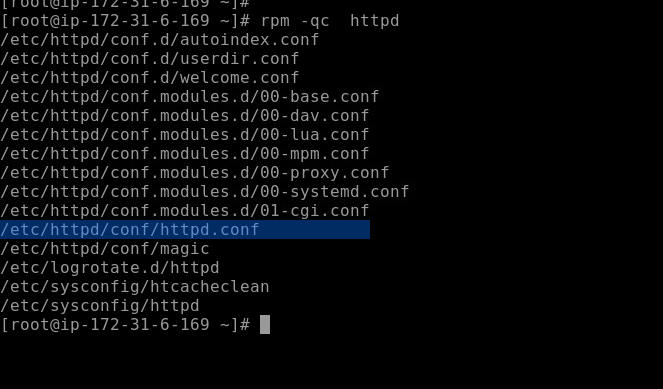 [root@ip-172-31-6-169 ~]#
[root@ip-172-31-6-169 ~]# rpm -qc  httpd
/etc/httpd/conf.d/autoindex.conf
/etc/httpd/conf.d/userdir.conf
/etc/httpd/conf.d/welcome.conf
/etc/httpd/conf.modules.d/00-base.conf
/etc/httpd/conf.modules.d/00-dav.conf
/etc/httpd/conf.modules.d/00-lua.conf
/etc/httpd/conf.modules.d/00-mpm.conf
/etc/httpd/conf.modules.d/00-proxy.conf
/etc/httpd/conf.modules.d/00-systemd.conf
/etc/httpd/conf.modules.d/01-cgi.conf
/etc/httpd/conf/httpd.conf
/etc/httpd/conf/magic
/etc/logrotate.d/httpd
/etc/sysconfig/htcacheclean
/etc/sysconfig/httpd
[root@ip-172-31-6-169 ~]#